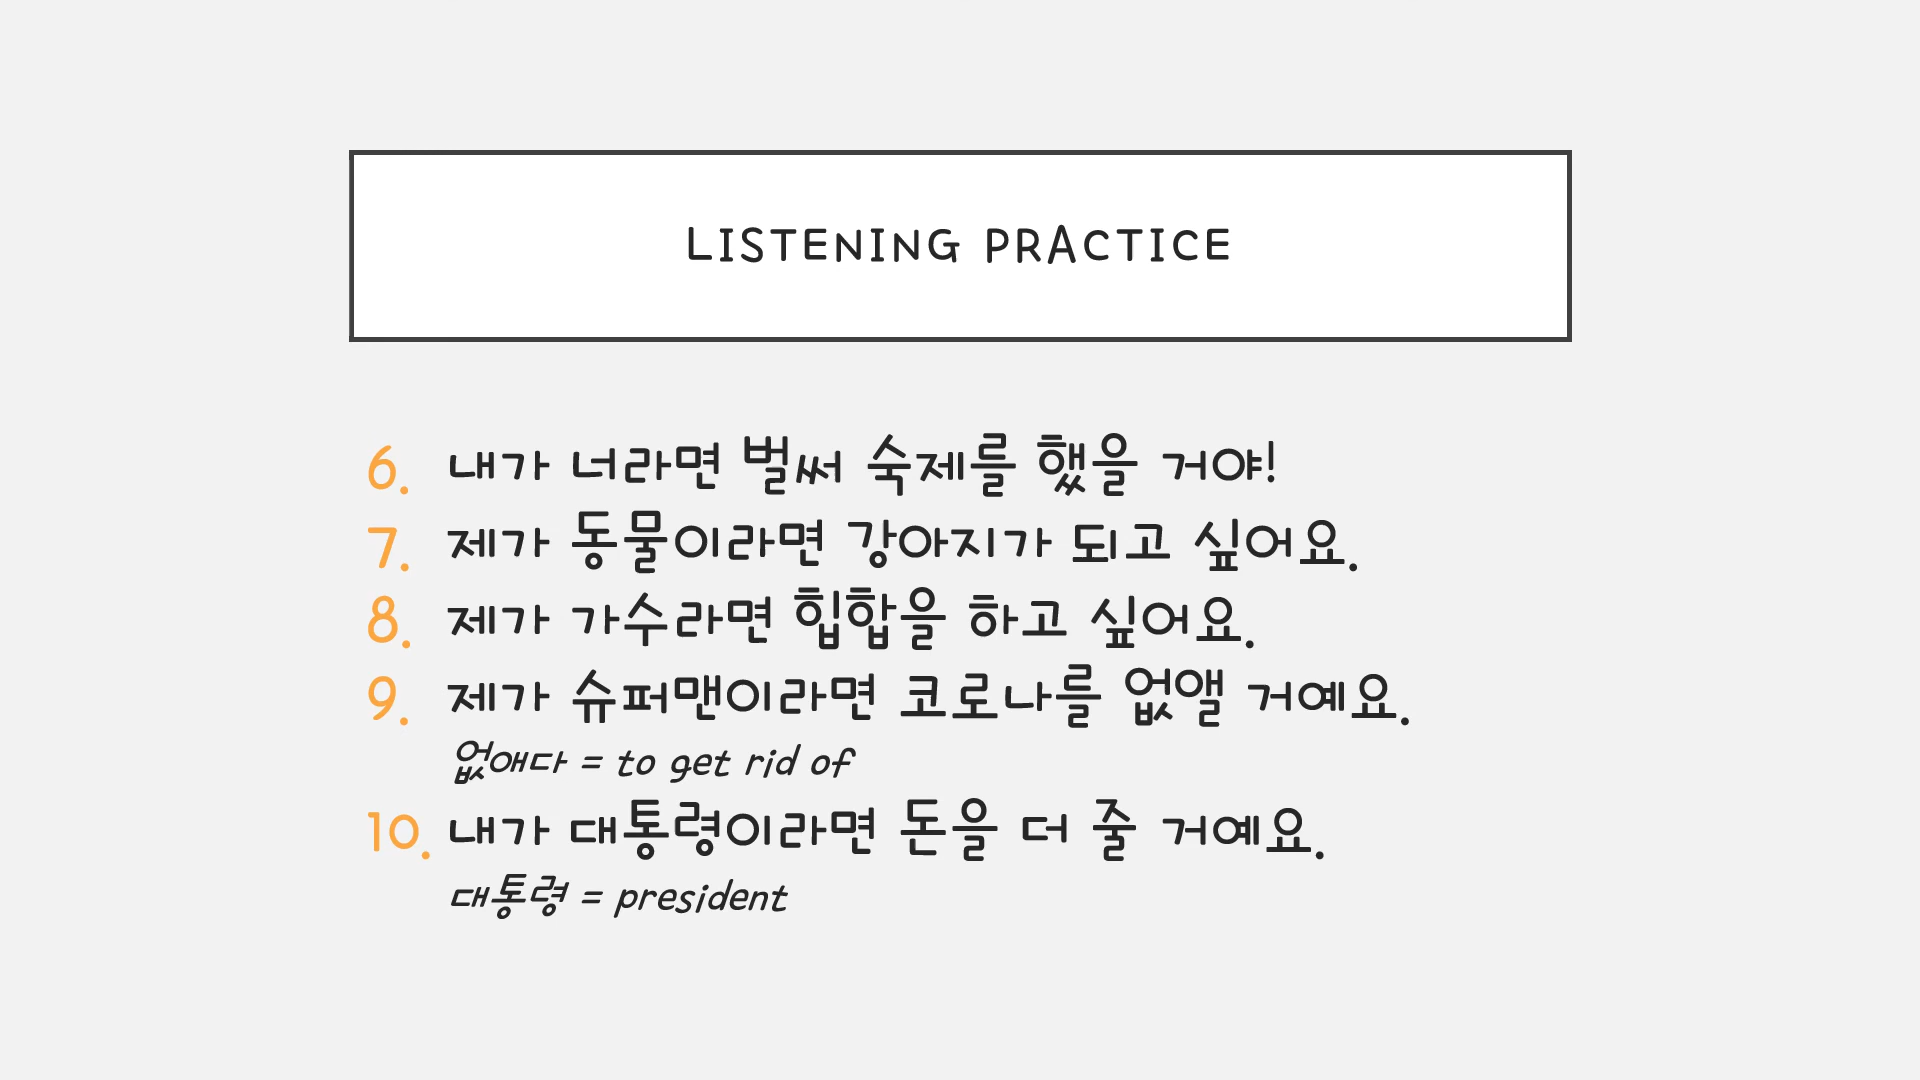 LISTENING PRACTICE
6. 내가 너라면 벌써 숙제를 했을 거야!
7. 제가 동물이라면 강아지가 되고 싶어요.
8. 제가 가수라면 힙합을 하고 싶어요.
9. 제가 슈퍼맨이라면 코로나를 없앨 거예요.
없애다 = to get rid of
10. 내가 대통령이라면 돈을 더 줄 거예요.
대통령 = president